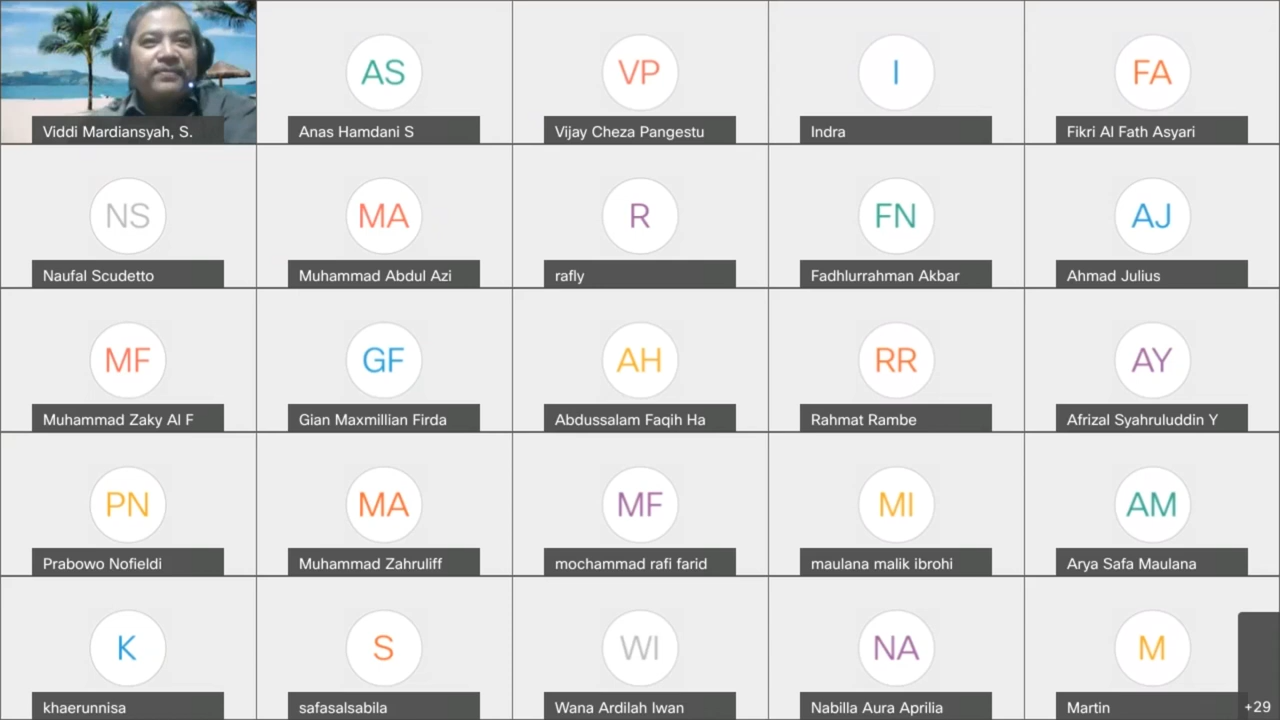 AS
VP
I
FA
Viddi Mardiansyah, S.
Anas Hamdani S
Vijay Cheza Pangestu
Indra
Fikri Al Fath Asyari
NS
MA
R
FN
AJ
Naufal Scudetto
Muhammad Abdul Azi
rafly
Fadhlurrahman Akbar
Ahmad Julius
MF
GF
AH
RR
AY
Muhammad Zaky Al F
Gian Maxmillian Firda
Abdussalam Faqih Ha
Rahmat Rambe
Afrizal Syahruluddin Y
PN
MA
MF
MI
AM
Prabowo Nofieldi
Muhammad Zahruliff
mochammad rafi farid
maulana malik ibrohi
Arya Safa Maulana
K
S
WI
NA
M
khaerunnisa
safasalsabila
Wana Ardilah Iwan
Nabilla Aura Aprilia
Martin
+29